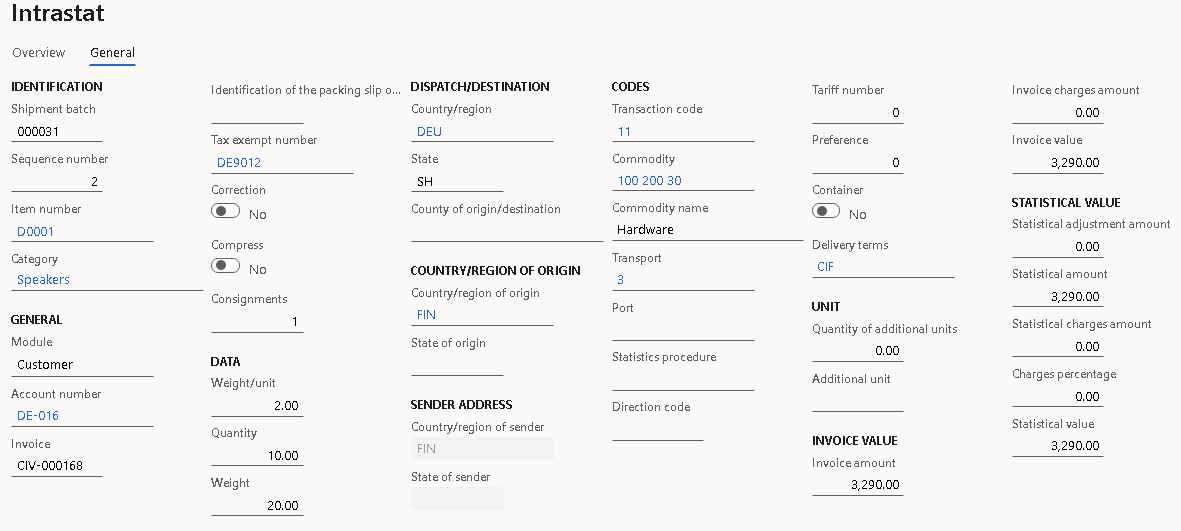 Intrastat
Overview
General
IDENTIFICATION
Shipment batch
000031
Sequence number
2
Item number
D0001
Category
Speakers
GENERAL
Module
Customer
Account number
DE-016
Invoice
CIV-000168
Identification of the packing slip o...
Tax exempt number
DE9012
Correction
No
Compress
No
Consignments
1
DATA
Weight/unit
2.00
Quantity
10.00
Weight
20.00
DISPATCH/DESTINATION
Country/region
DEU
State
SH
County of origin/destination
COUNTRY/REGION OF ORIGIN
Country/region of origin
FIN
State of origin
SENDER ADDRESS
Country/region of sender
FIN
State of sender
CODES
Transaction code
11
Commodity
100 200 30
Commodity name
Hardware
Transport
3
Port
Statistics procedure
Direction code
Tariff number
0
Preference
0
Container
No
Delivery terms
CIF
UNIT
Quantity of additional units
0.00
Additional unit
INVOICE VALUE
Invoice amount
3,290.00
Invoice charges amount
0.00
Invoice value
3,290.00
STATISTICAL VALUE
Statistical adjustment amount
0.00
Statistical amount
3,290.00
Statistical charges amount
0.00
Charges percentage
0.00
Statistical value
3,290.00